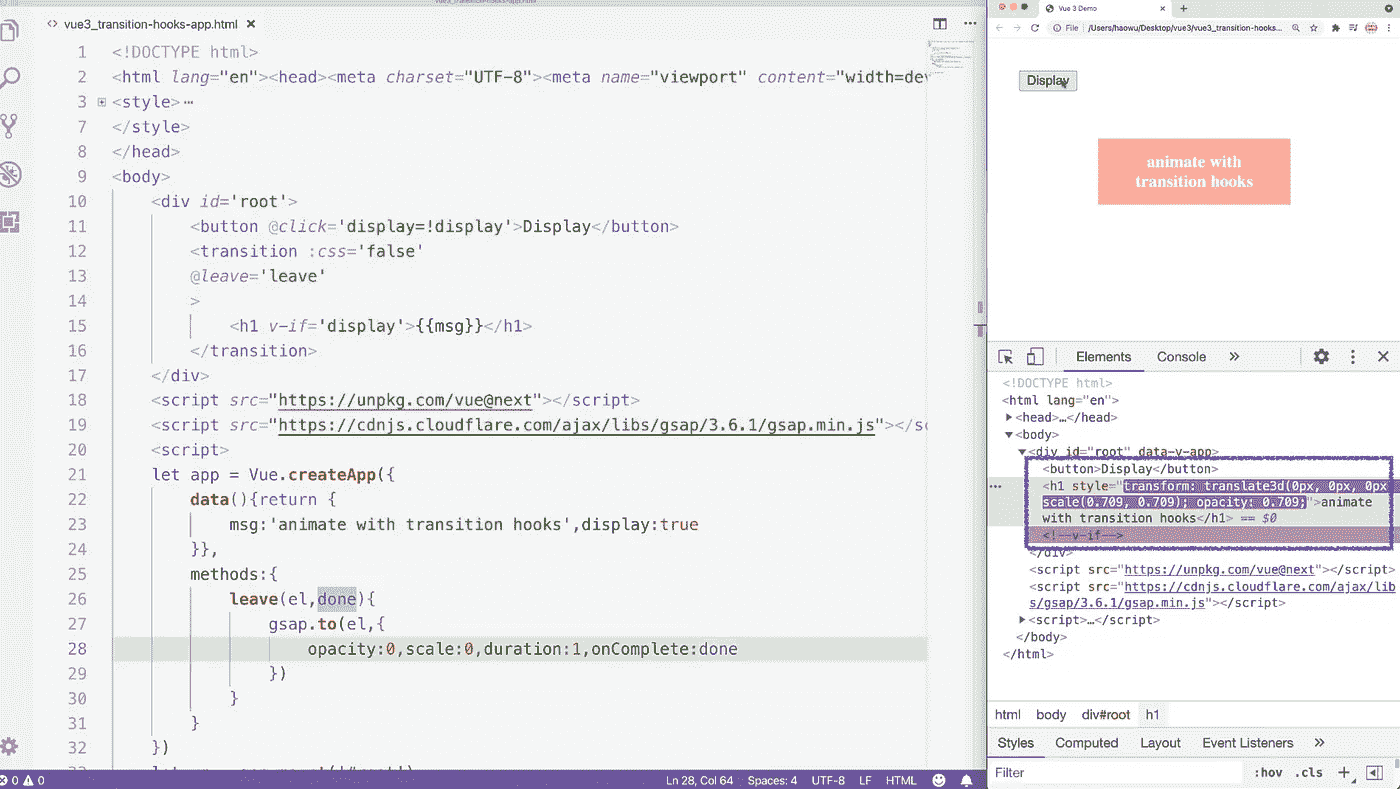 vue3_transition-hooks-app.html
vue3_transition-hooks-app.html
1 <!DOCTYPE html>
2 <html lang="en"><head><meta charset="UTF-8"><meta name="viewport" content="width=dev
3 <style>⋯
7 </style>
8 </head>
9 <body>
10 <div id='root'>
11 <button @click='display=!display'>Display</button>
12 <transition :css='false'
13 @leave='leave'
14 >
15 <h1 v-if='display'>{{msg}}</h1>
16 </transition>
17 </div>
18 <script src="https://unpkg.com/vue@next"></script>
19 <script src="https://cdnjs.cloudflare.com/ajax/libs/gsap/3.6.1/gsap.min.js"></sc
20 <script>
21 let app = Vue.createApp({
22 data(){return {
23 msg:'animate with transition hooks',display:true
24 }},
25 methods:{
26 leave(el,done){
27 gsap.to(el,{
28 opacity:0,scale:0,duration:1,onComplete:done
29 })
30 }
31 }
32 })
0 0 Ln 28, Col 64 Spaces: 4 UTF-8 LF HTML
Vue 3 Demo
File /Users/haowu/Desktop/vue3/vue3_transition-hooks...
Display
animate with
transition hooks
Elements Console »
<!DOCTYPE html>
<html lang="en">
<head>…</head>
<body>
<div id="root" data-v-app>
<button>Display</button>
<h1 style="transform: translate3d(0px, 0px, 0px
scale(0.709, 0.709); opacity: 0.709;">animate
with transition hooks</h1> == $0
<!--v-if-->
</div>
<script src="https://unpkg.com/vue@next"></script>
<script src="https://cdnjs.cloudflare.com/ajax/lib
s/gsap/3.6.1/gsap.min.js"></script>
<script>…</script>
</body>
</html>
html body div#root h1
Styles Computed Layout Event Listeners »
Filter :hov .cls +